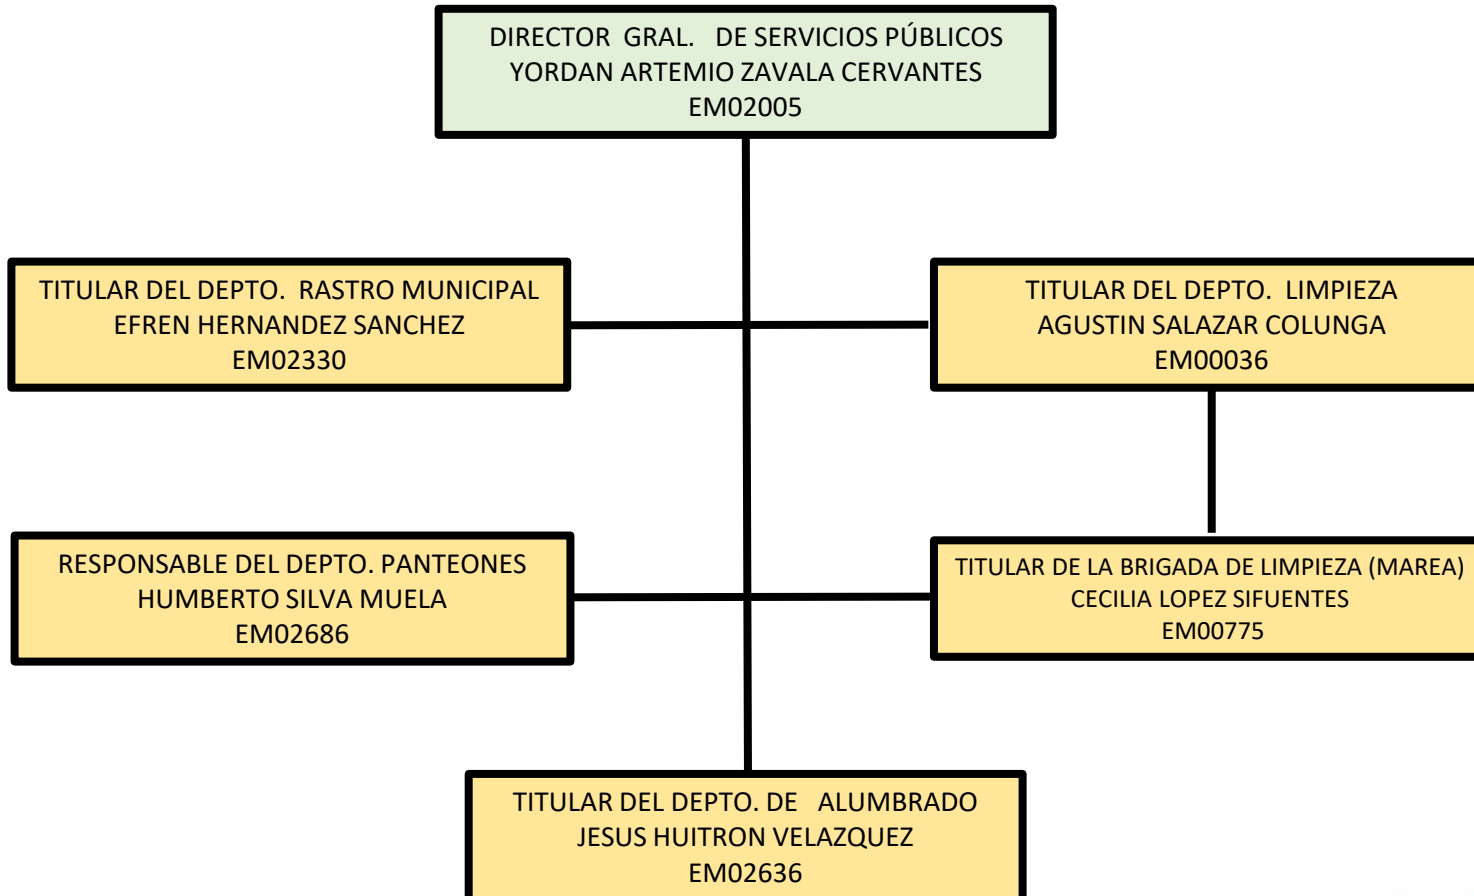 DIRECTOR GRAL. DE SERVICIOS PÚBLICOS
YORDAN ARTEMIO ZAVALA CERVANTES
EM02005
TITULAR DEL DEPTO. RASTRO MUNICIPAL
EFREN HERNANDEZ SANCHEZ
EM02330
TITULAR DEL DEPTO. LIMPIEZA
AGUSTIN SALAZAR COLUNGA
EM00036
RESPONSABLE DEL DEPTO. PANTEONES
HUMBERTO SILVA MUELA
EM02686
TITULAR DE LA BRIGADA DE LIMPIEZA (MAREA)
CECILIA LOPEZ SIFUENTES
EM00775
TITULAR DEL DEPTO. DE ALUMBRADO
JESUS HUITRON VELAZQUEZ
EM02636